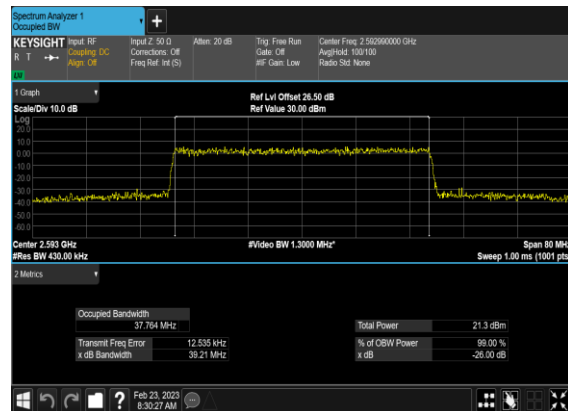 Spectrum Analyzer 1
Occupied BW
KEYSIGHT
R T
LW
Input: RF
Coupling: DC
Align: Off
Input Z: 50 Ω
Corrections: Off
Freq Ref: Int (S)
Atten: 20 dB
Trig: Free Run
Gate: Off
#IF Gain: Low
Center Freq: 2.592990000 GHz
Avg|Hold: 100/100
Radio Std: None
1 Graph
Scale/Div 10.0 dB
Ref Lvl Offset 26.50 dB
Ref Value 30.00 dBm
Log
20.0
10.0
0.00
-10.0
-20.0
-30.0
-40.0
-50.0
-60.0
Center 2.593 GHz
#Res BW 430.00 kHz
#Video BW 1.3000 MHz*
Span 80 MHz
Sweep 1.00 ms (1001 pts)
2 Metrics
Occupied Bandwidth
37.764 MHz
Transmit Freq Error 12.535 kHz
x dB Bandwidth 39.21 MHz
Total Power 21.3 dBm
% of OBW Power 99.00 %
x dB -26.00 dB
Feb 23, 2023
8:30:27 AM